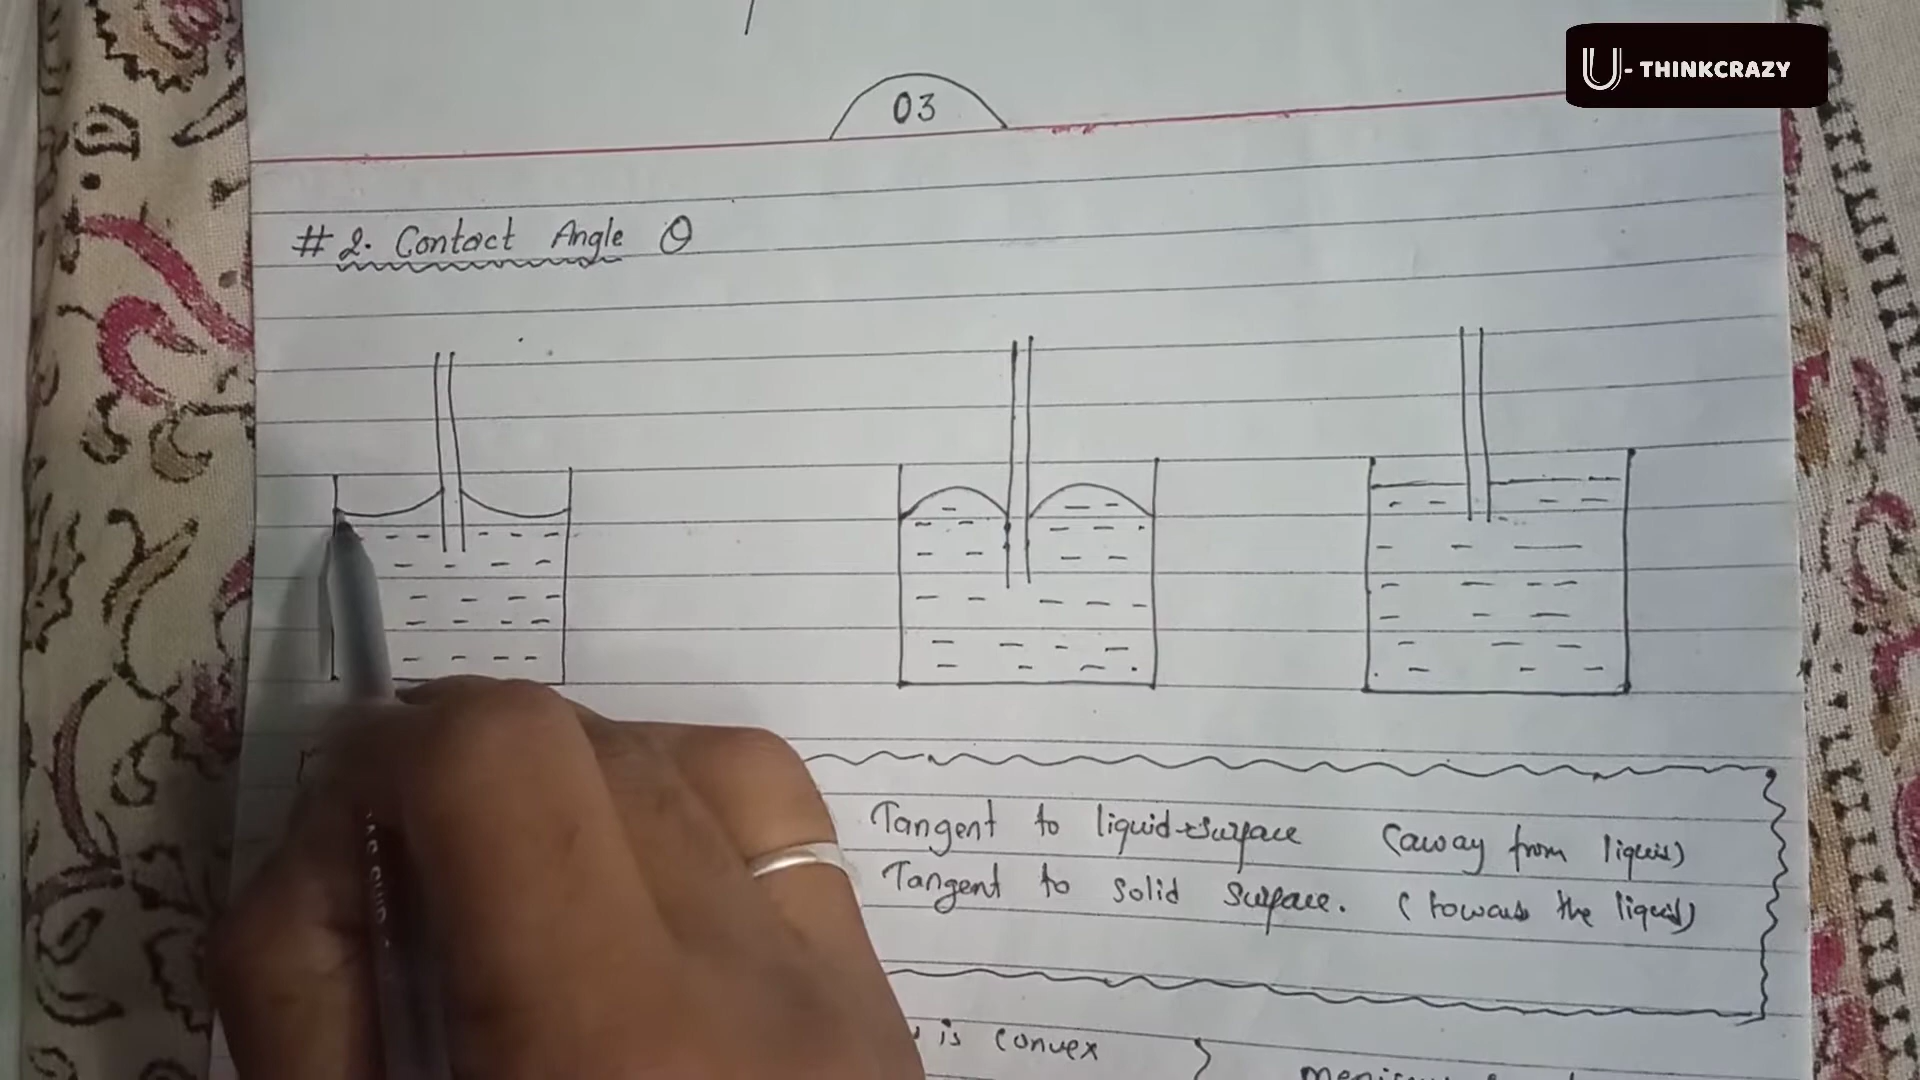 U - THINKCRAZY
03
# 2. Contact Angle θ
Tangent to liquid surface (away from liquid)
Tangent to solid surface. (towards the liquid)
is convex